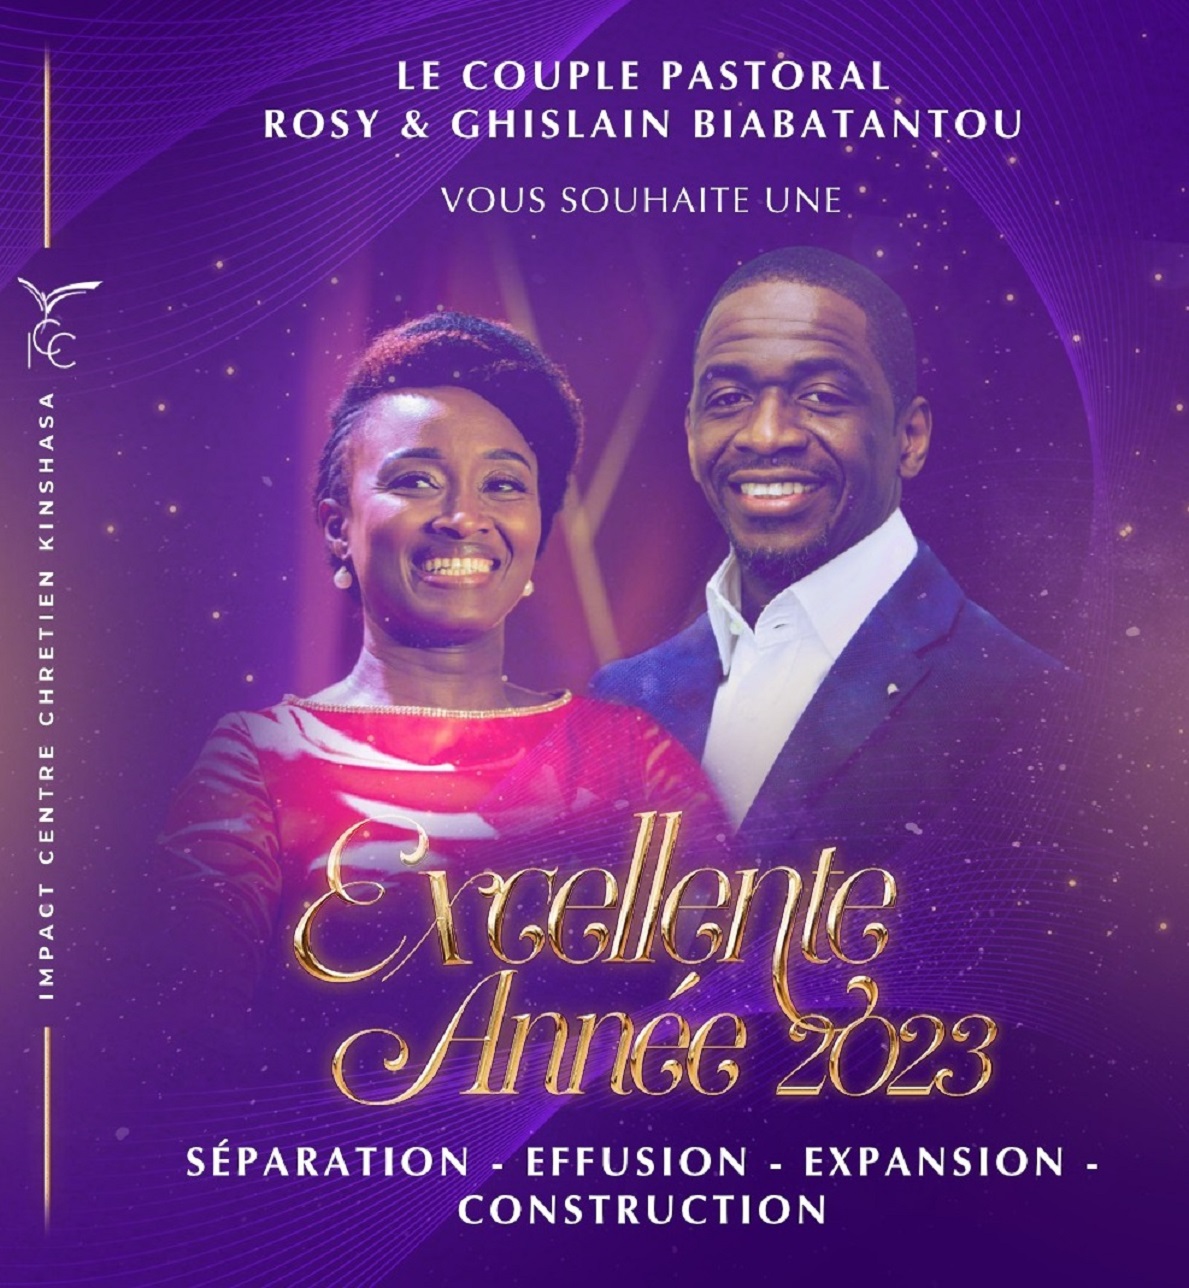 LE COUPLE PASTORAL
ROSY & GHISLAIN BIABATANTOU
VOUS SOUHAITE UNE
ICC
IMPACT CENTRE CHRETIEN KINSHASA
Excellente
Année 2023
SÉPARATION - EFFUSION - EXPANSION -
CONSTRUCTION